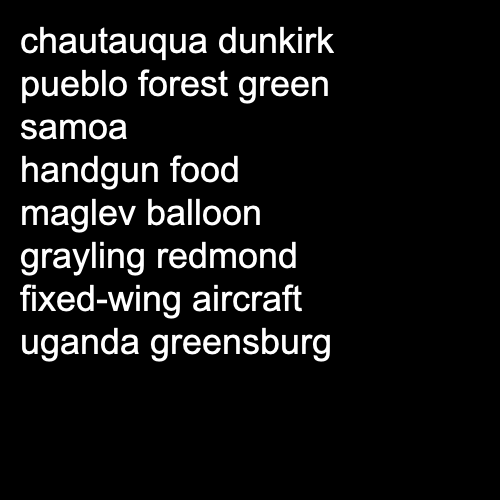 chautauqua dunkirk
pueblo forest green
samoa
handgun food
maglev balloon
grayling redmond
fixed-wing aircraft
uganda greensburg